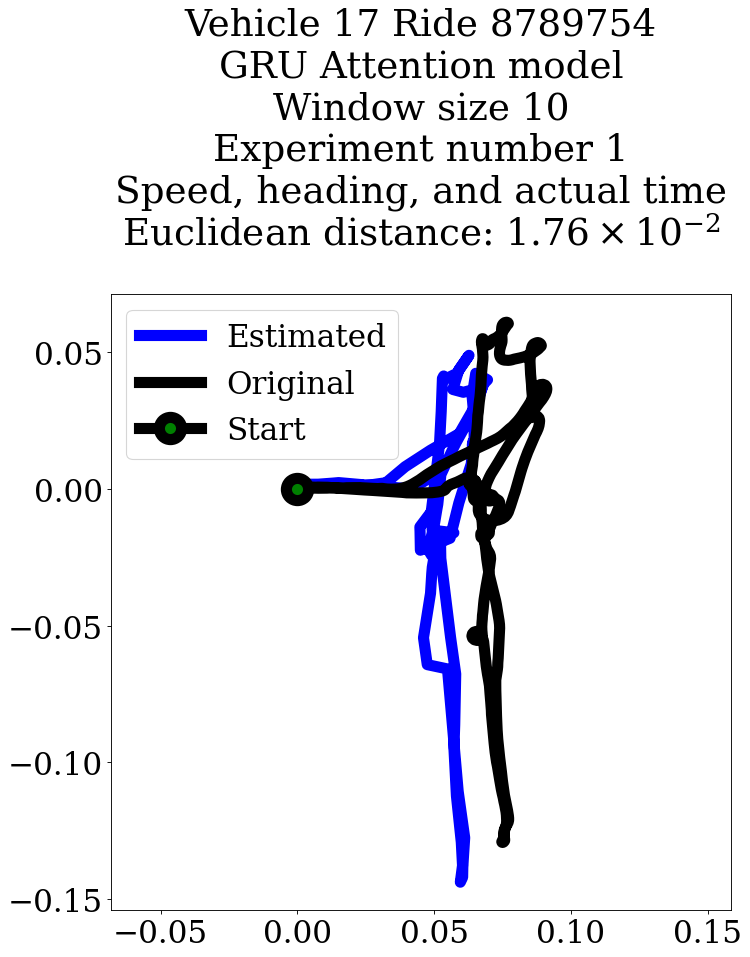 Vehicle 17 Ride 8789754
GRU Attention model
Window size 10
Experiment number 1
Speed, heading, and actual time
Euclidean distance: 1.76 × 10⁻²
Estimated
Original
Start
0.05
0.00
−0.05
−0.10
−0.15
−0.05 0.00 0.05 0.10 0.15